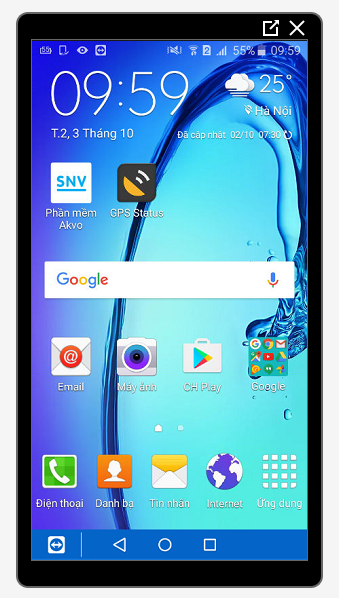 55% 09:59
09:59
25°
Hà Nội
T.2, 3 Tháng 10
Đã cập nhật 02/10 07:30
SNV
Phần mềm Akvo
GPS Status
Google
Email
Máy ảnh
CH Play
Google
Điện thoại
Danh bạ
Tin nhắn
Internet
Ứng dụng